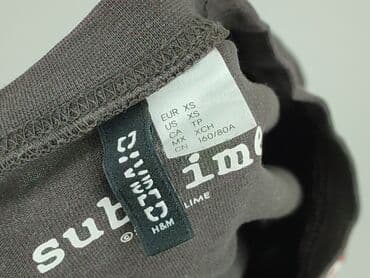 EUR XS
US XS
CA TP
MX XCH
CN 160/80A
DIVIDED
H&M
sub ime
LIME